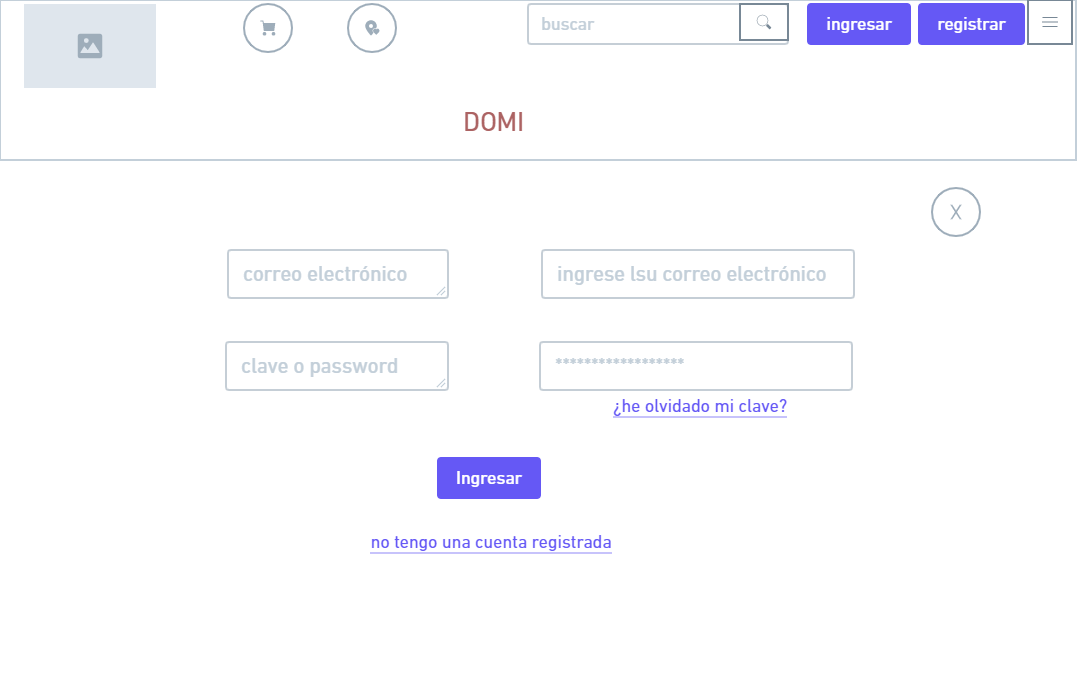 buscar
ingresar
registrar
DOMI
X
correo electrónico
ingrese lsu correo electrónico
clave o password
******************
¿he olvidado mi clave?
Ingresar
no tengo una cuenta registrada